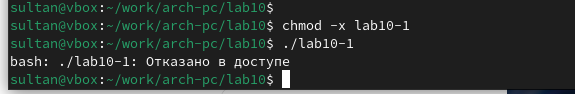 sultan@vbox:~/work/arch-pc/lab10$
sultan@vbox:~/work/arch-pc/lab10$ chmod -x lab10-1
sultan@vbox:~/work/arch-pc/lab10$ ./lab10-1
bash: ./lab10-1: Отказано в доступе
sultan@vbox:~/work/arch-pc/lab10$